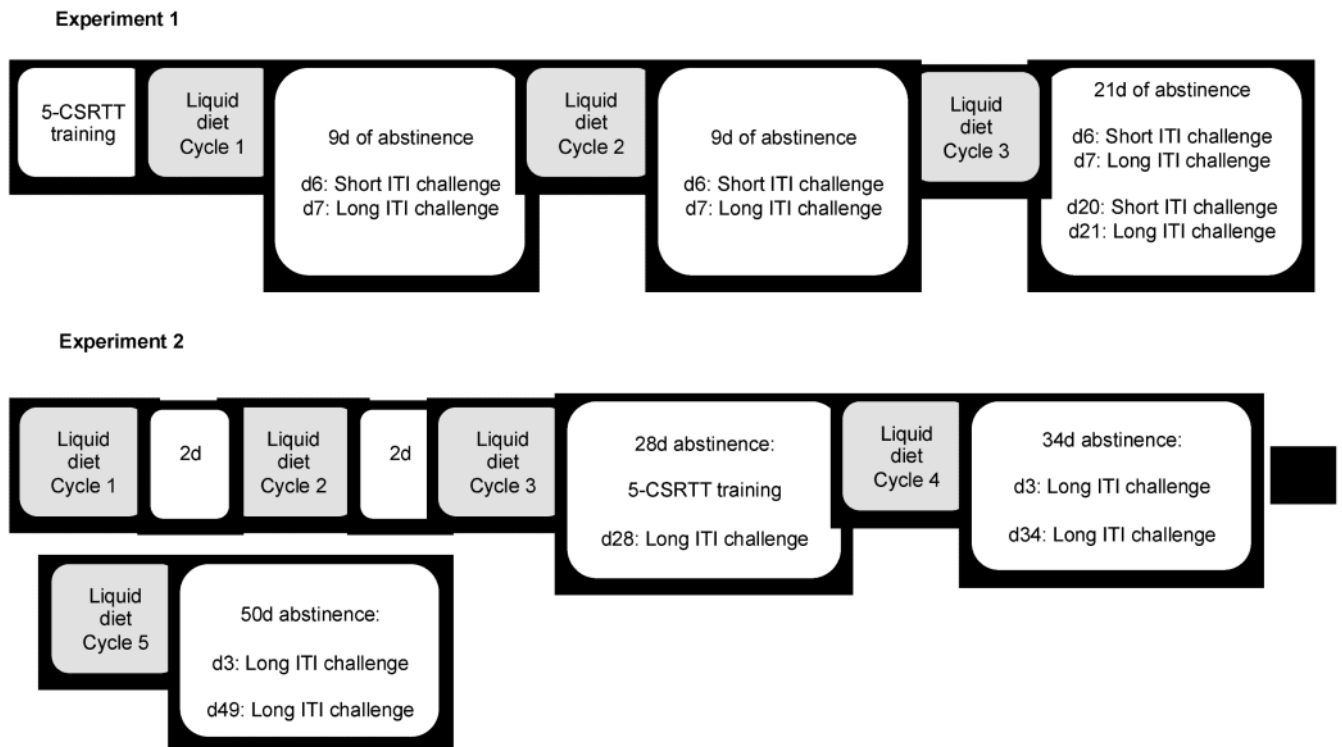 Experiment 1
5-CSRTT
training
Liquid
diet
Cycle 1
9d of abstinence
d6: Short ITI challenge
d7: Long ITI challenge
Liquid
diet
Cycle 2
9d of abstinence
d6: Short ITI challenge
d7: Long ITI challenge
Liquid
diet
Cycle 3
21d of abstinence
d6: Short ITI challenge
d7: Long ITI challenge
d20: Short ITI challenge
d21: Long ITI challenge
Experiment 2
Liquid
diet
Cycle 1
2d
Liquid
diet
Cycle 2
2d
Liquid
diet
Cycle 3
28d abstinence:
5-CSRTT training
d28: Long ITI challenge
Liquid
diet
Cycle 4
34d abstinence:
d3: Long ITI challenge
d34: Long ITI challenge
Liquid
diet
Cycle 5
50d abstinence:
d3: Long ITI challenge
d49: Long ITI challenge